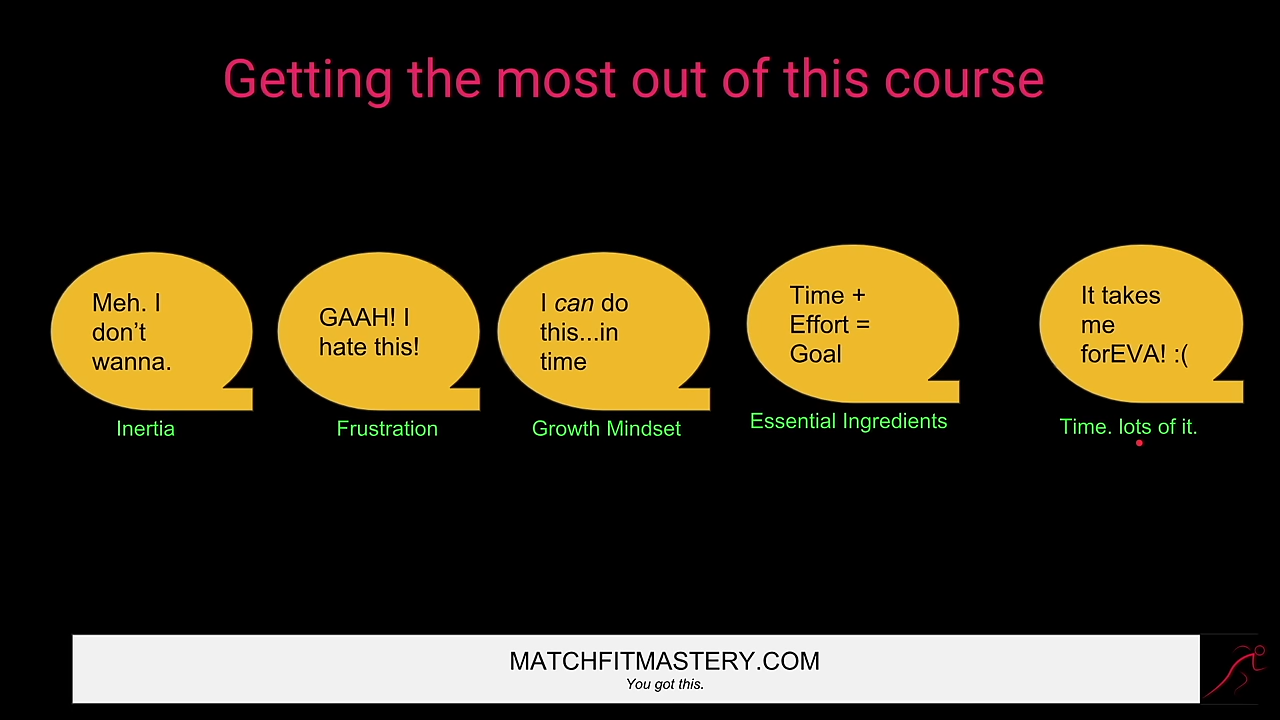 Getting the most out of this course
Meh. I
don't
wanna.
Inertia
GAAH! I
hate this!
Frustration
I can do
this...in
time
Growth Mindset
Time +
Effort =
Goal
Essential Ingredients
It takes
me
forEVA! :(
Time. lots of it.
MATCHFITMASTERY.COM
You got this.